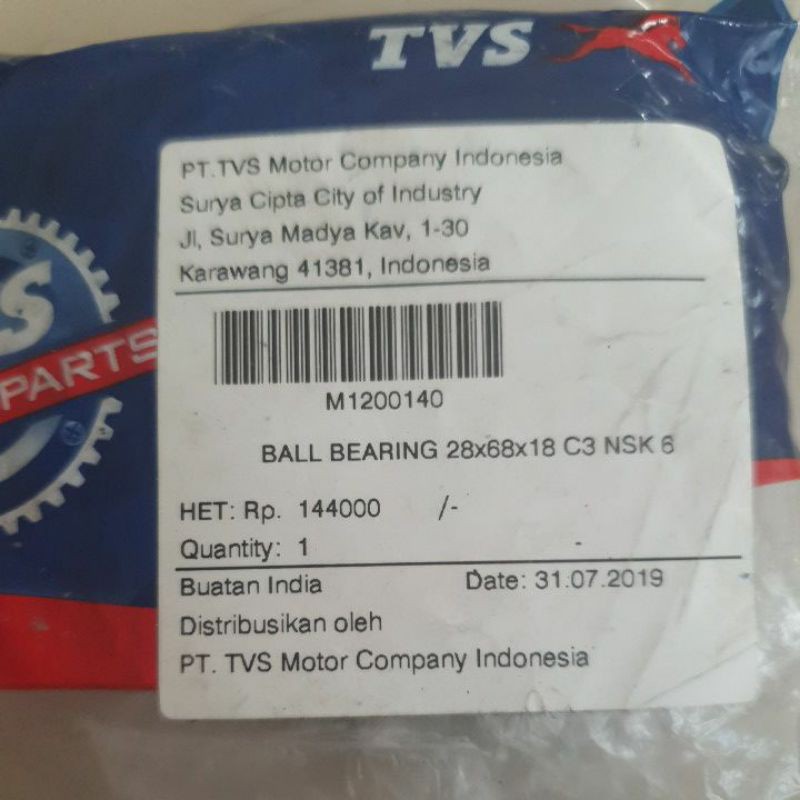 TVS
PT.TVS Motor Company Indonesia
Surya Cipta City of Industry
Jl, Surya Madya Kav, 1-30
Karawang 41381, Indonesia
S
PARTS
M1200140
BALL BEARING 28x68x18 C3 NSK 6
HET: Rp. 144000 /-
Quantity: 1 -
Buatan India Date: 31.07.2019
Distribusikan oleh
PT. TVS Motor Company Indonesia